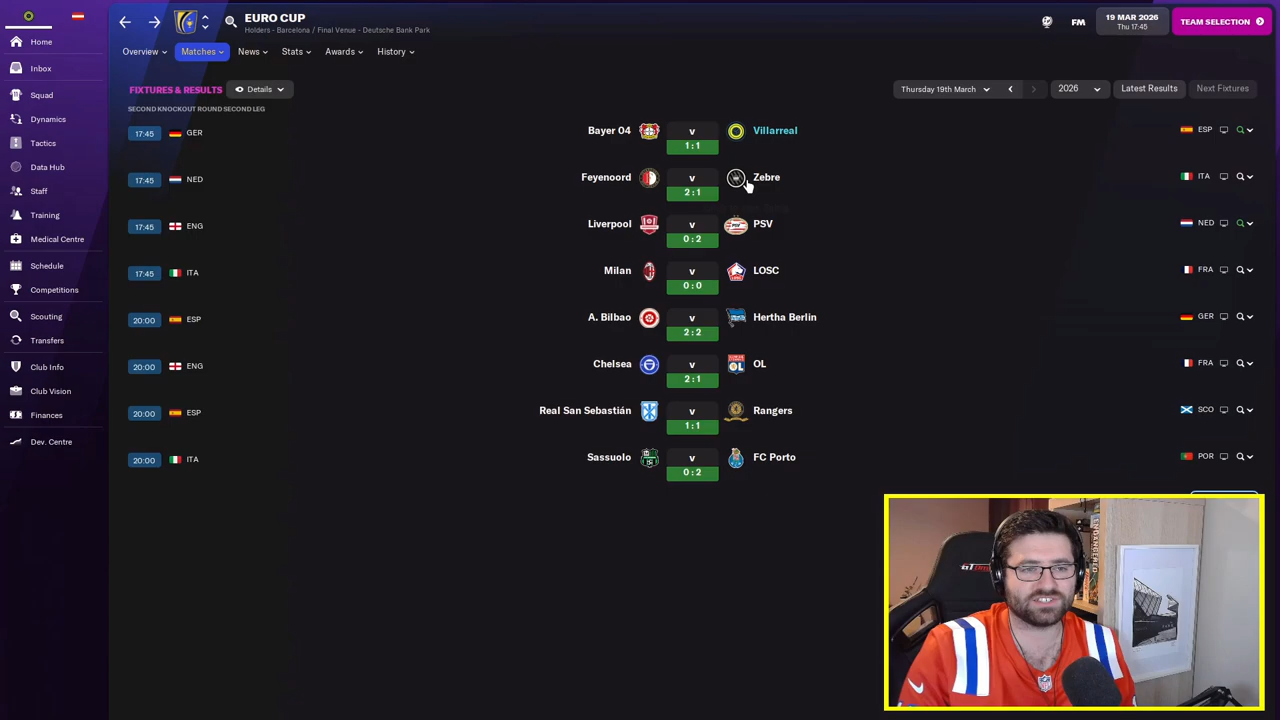 EURO CUP
Holders - Barcelona / Final Venue - Deutsche Bank Park
FM
19 MAR 2026
Thu 17:45
TEAM SELECTION
Overview
Matches
News
Stats
Awards
History
Home
Inbox
Squad
Dynamics
Tactics
Data Hub
Staff
Training
Medical Centre
Schedule
Competitions
Scouting
Transfers
Club Info
Club Vision
Finances
Dev. Centre
FIXTURES & RESULTS
Details
Thursday 19th March
2026
Latest Results
Next Fixtures
SECOND KNOCKOUT ROUND SECOND LEG
17:45 GER Bayer 04 v Villarreal ESP
1 : 1
17:45 NED Feyenoord v Zebre ITA
2 : 1
17:45 ENG Liverpool v PSV NED
0 : 2
17:45 ITA Milan v LOSC FRA
0 : 0
20:00 ESP A. Bilbao v Hertha Berlin GER
2 : 2
20:00 ENG Chelsea v OL FRA
2 : 1
20:00 ESP Real San Sebastián v Rangers SCO
1 : 1
20:00 ITA Sassuolo v FC Porto POR
0 : 2
ENDANGERED